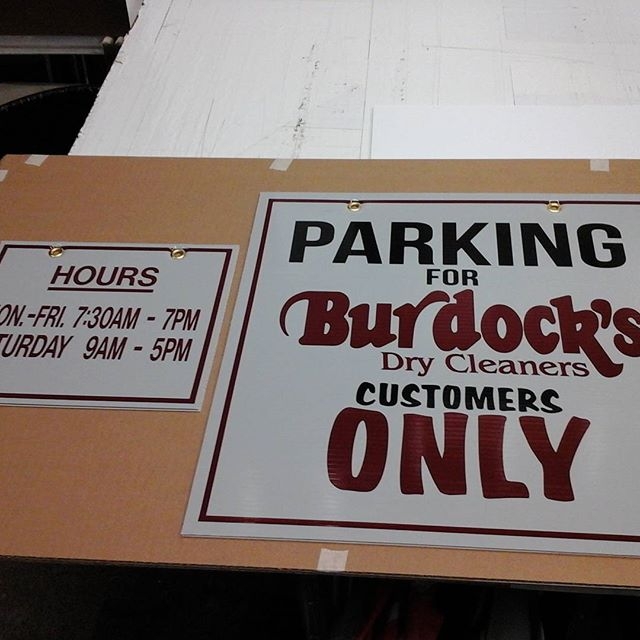 HOURS
ON.-FRI. 7:30AM - 7PM
TURDAY 9AM - 5PM
PARKING
FOR
Burdock's
Dry Cleaners
CUSTOMERS
ONLY